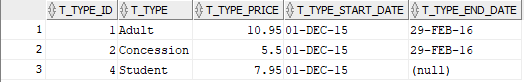 T_TYPE_ID T_TYPE T_TYPE_PRICE T_TYPE_START_DATE T_TYPE_END_DATE
1 1 Adult 10.95 01-DEC-15 29-FEB-16
2 2 Concession 5.5 01-DEC-15 29-FEB-16
3 4 Student 7.95 01-DEC-15 (null)